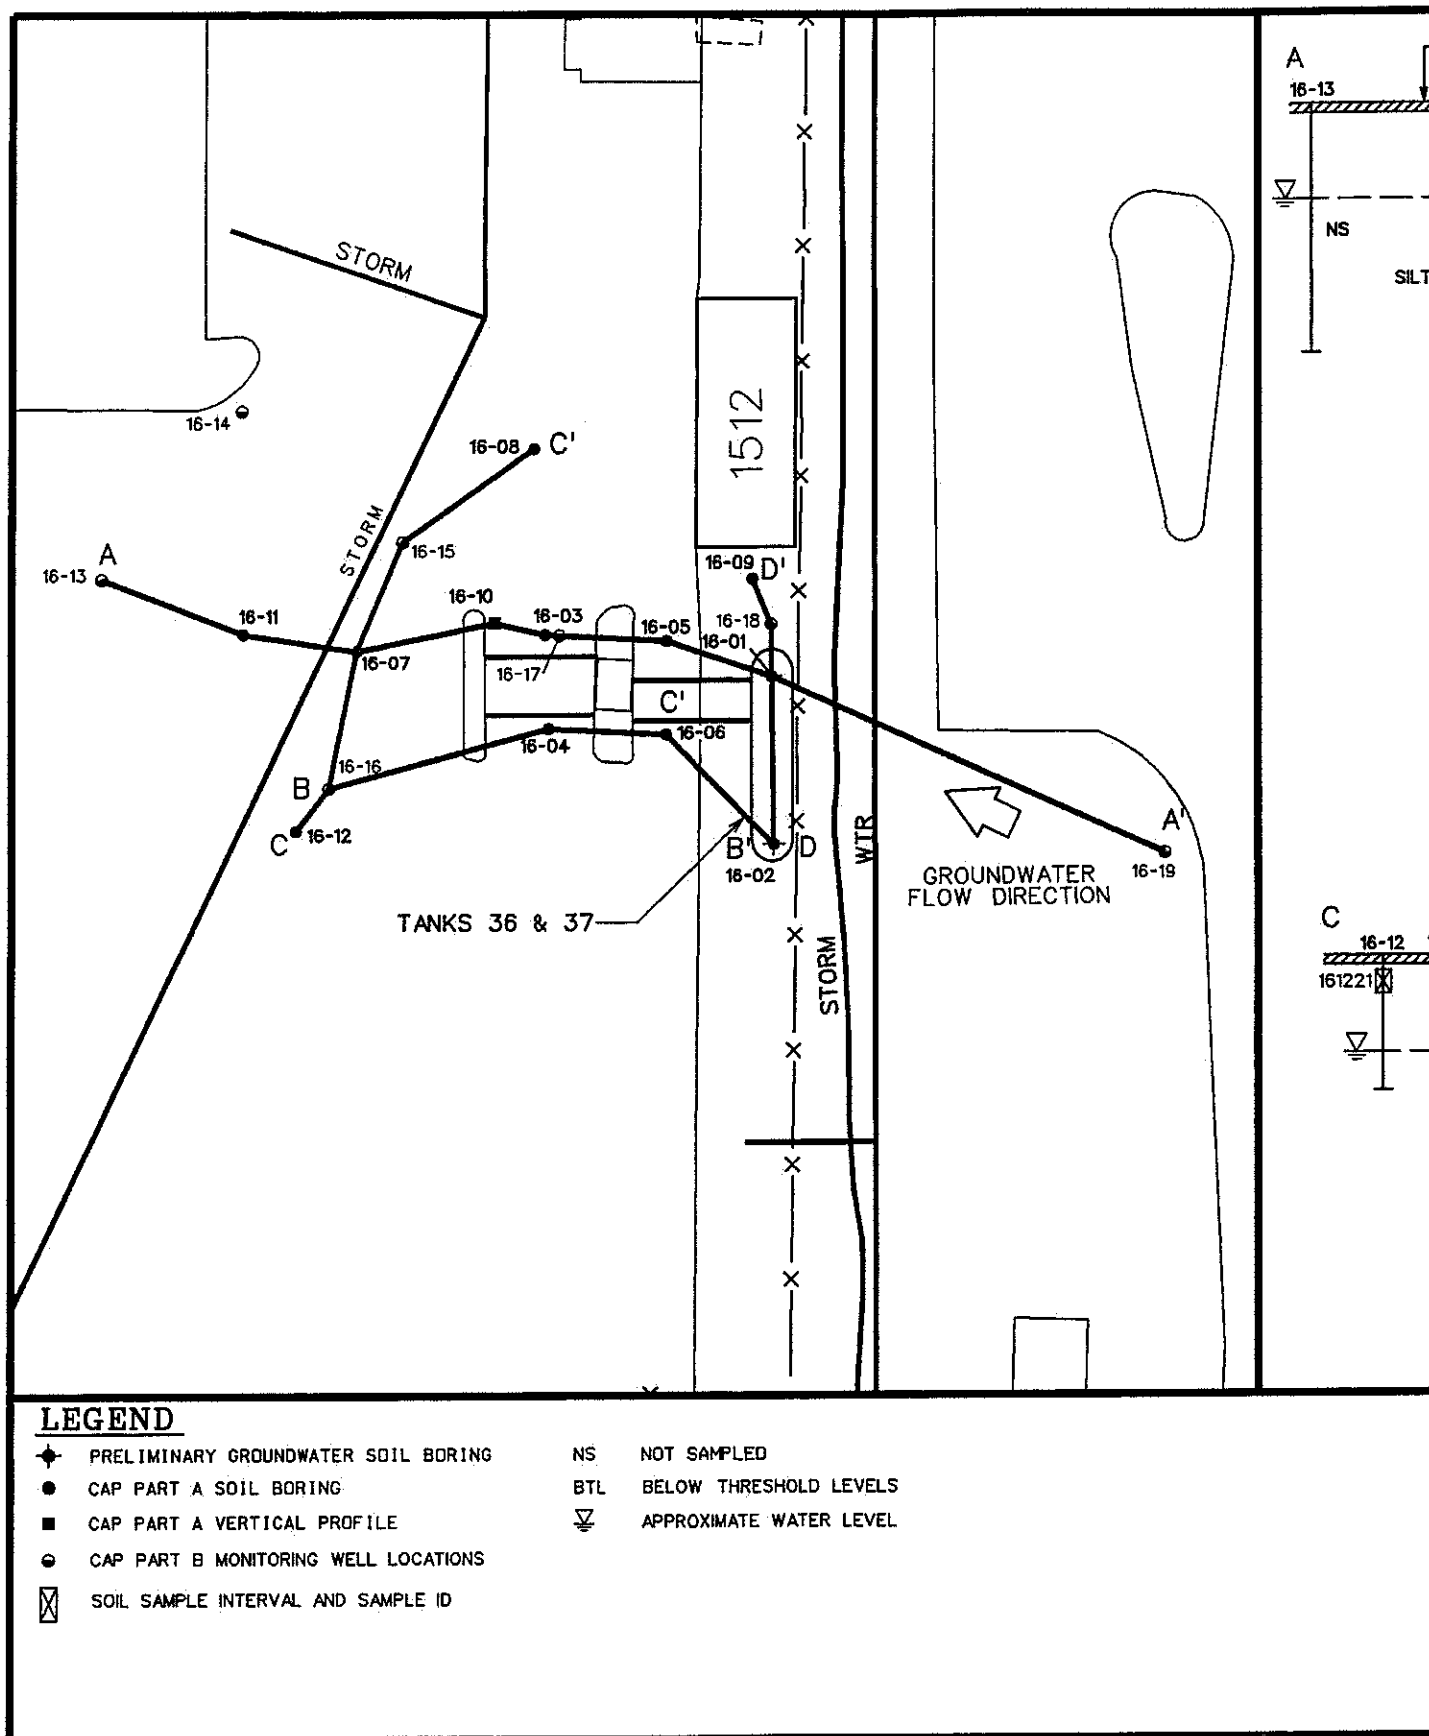 A
16-13
NS
SILT
STORM
16-14
1512
16-08
C'
STORM
16-15
A
16-13
16-09
D'
16-11
16-10
16-03
16-18
16-05
16-01
16-07
16-17
C'
16-06
16-04
16-16
B
C
16-12
B'
D
16-02
WTR
A'
16-19
GROUNDWATER
FLOW DIRECTION
TANKS 36 & 37
STORM
C
16-12
161221
LEGEND
PRELIMINARY GROUNDWATER SOIL BORING
CAP PART A SOIL BORING
CAP PART A VERTICAL PROFILE
CAP PART B MONITORING WELL LOCATIONS
SOIL SAMPLE INTERVAL AND SAMPLE ID
NS NOT SAMPLED
BTL BELOW THRESHOLD LEVELS
APPROXIMATE WATER LEVEL